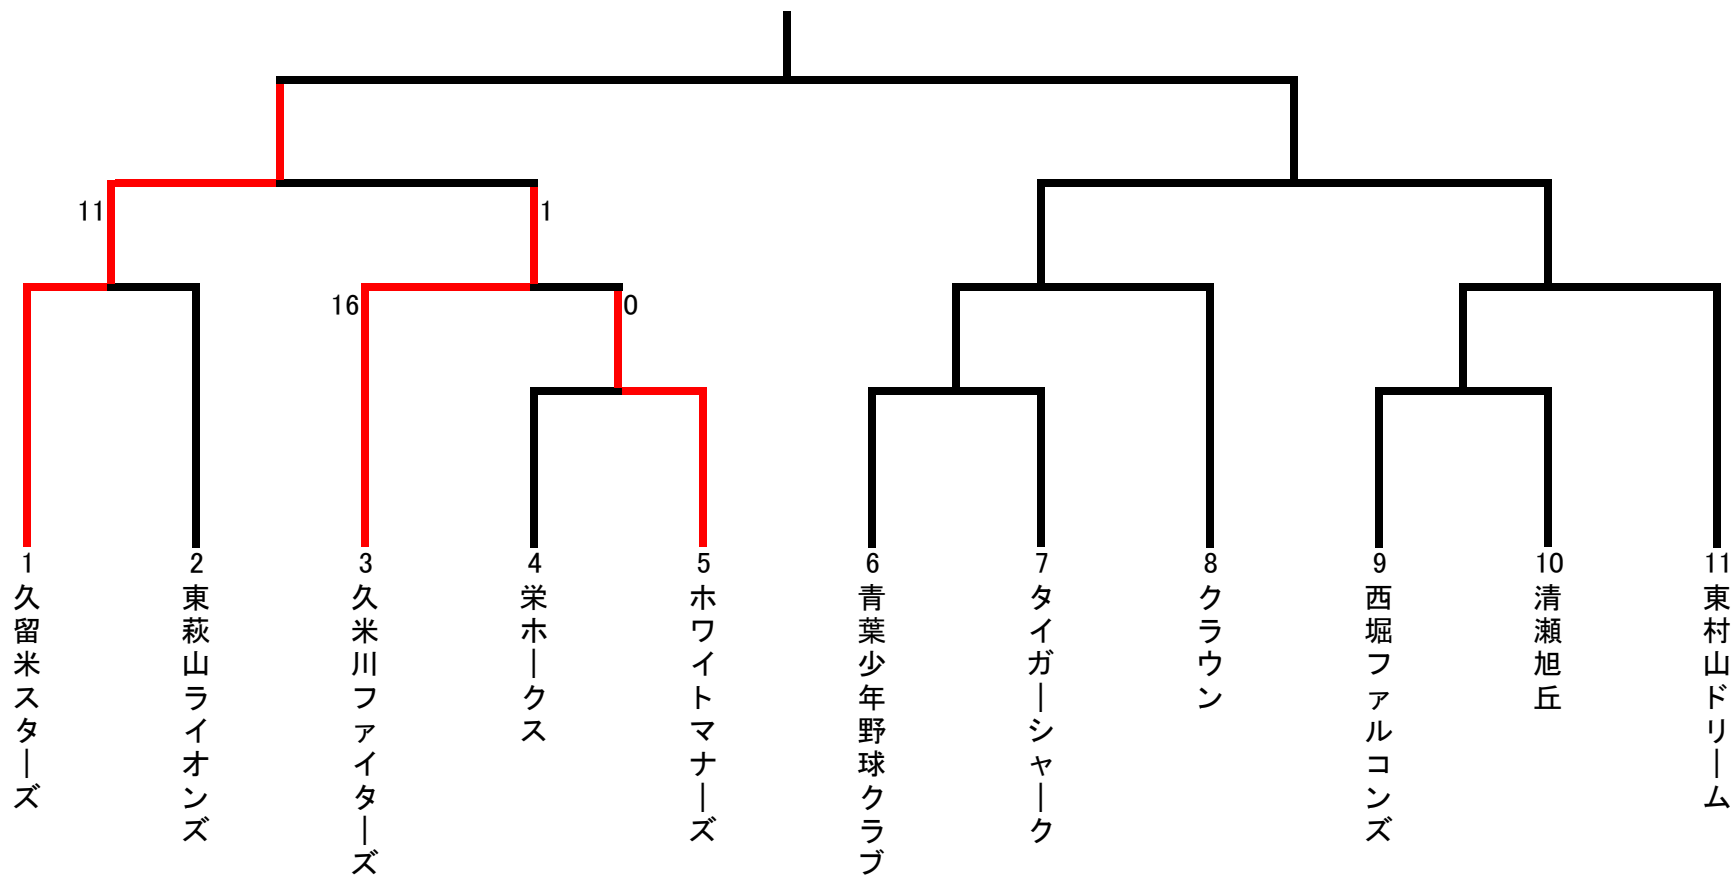 11
1
16
0
1
久留米スターズ
2
東萩山ライオンズ
3
久米川ファイターズ
4
栄ホークス
5
ホワイトマナーズ
6
青葉少年野球クラブ
7
タイガーシャーク
8
クラウン
9
西堀ファルコンズ
10
清瀬旭丘
11
東村山ドリーム